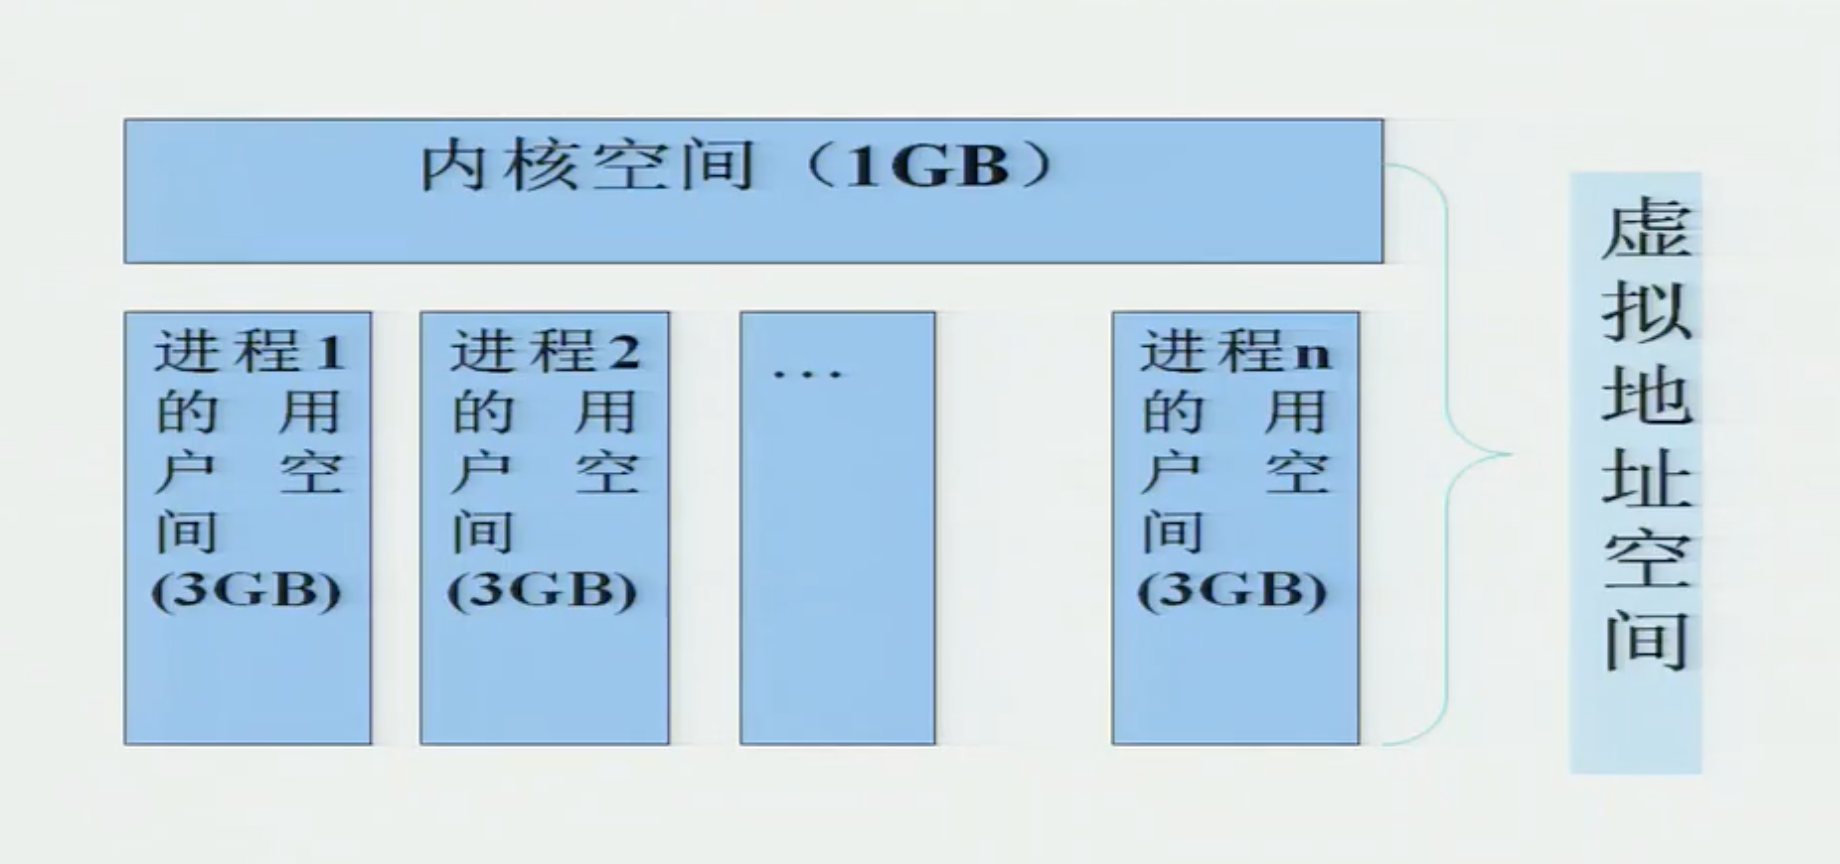 内核空间（1GB）
进程1
的用
户空
间
(3GB)
进程2
的用
户空
间
(3GB)
...
进程n
的用
户空
间
(3GB)
虚
拟
地
址
空
间